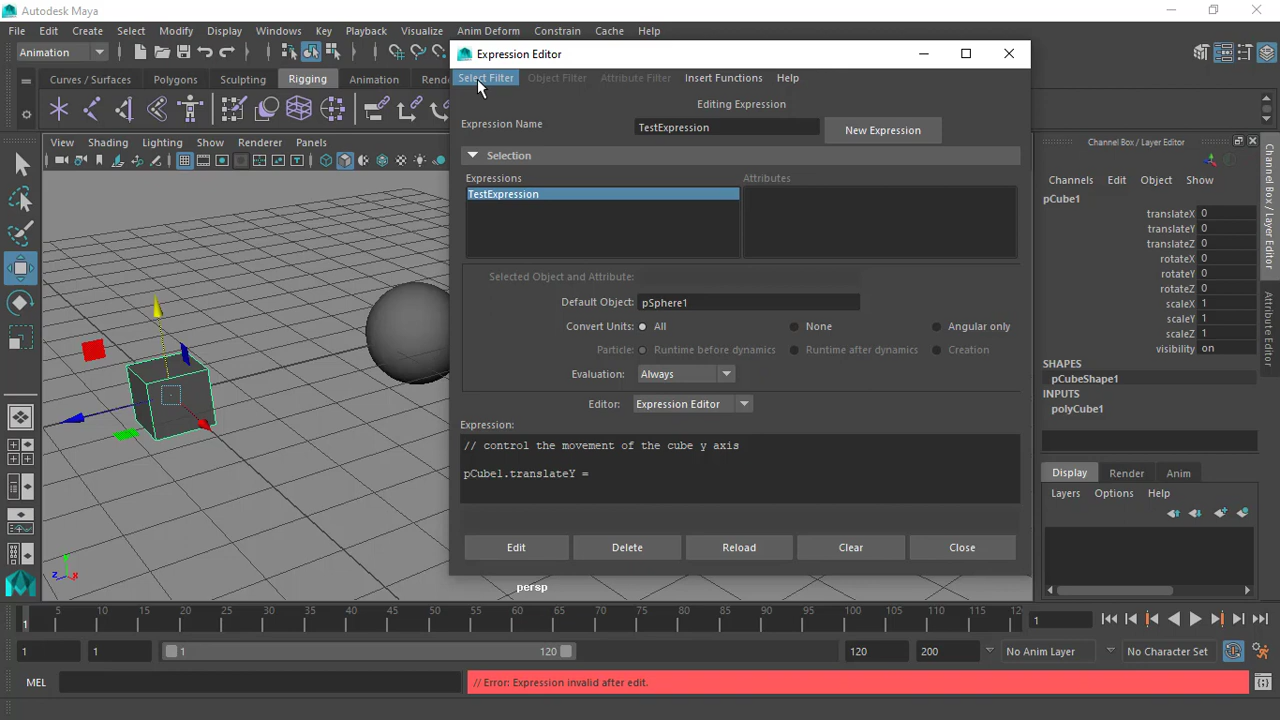 Autodesk Maya
File Edit Create Select Modify Display Windows Key Playback Visualize Anim Deform Constrain Cache Help
Animation
Curves / Surfaces Polygons Sculpting Rigging Animation
View Shading Lighting Show Renderer Panels
Expression Editor
Select Filter Object Filter Attribute Filter Insert Functions Help
Editing Expression
Expression Name TestExpression New Expression
Selection
Expressions Attributes
TestExpression
Selected Object and Attribute:
Default Object: pSphere1
Convert Units: All None Angular only
Particle: Runtime before dynamics Runtime after dynamics Creation
Evaluation: Always
Editor: Expression Editor
Expression:
// control the movement of the cube y axis
pCube1.translateY =
Edit Delete Reload Clear Close
persp
z x y
Channel Box / Layer Editor
Channels Edit Object Show
pCube1
translateX 0
translateY 0
translateZ 0
rotateX 0
rotateY 0
rotateZ 0
scaleX 1
scaleY 1
scaleZ 1
visibility on
SHAPES
pCubeShape1
INPUTS
polyCube1
Display Render Anim
Layers Options Help
Channel Box / Layer Editor
Attribute Editor
1 5 10 15 20 25 30 35 40 45 50 55 60 65 70 75 80 85 90 95 100 105 110 115 12 1
1 1 1 120 120 200 No Anim Layer No Character Set
MEL // Error: Expression invalid after edit.